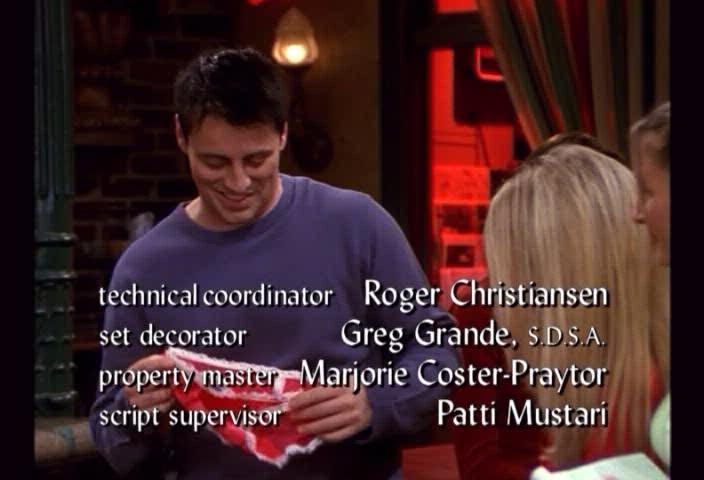 technical coordinator Roger Christiansen
set decorator Greg Grande, S.D.S.A.
property master Marjorie Coster-Praytor
script supervisor Patti Mustari